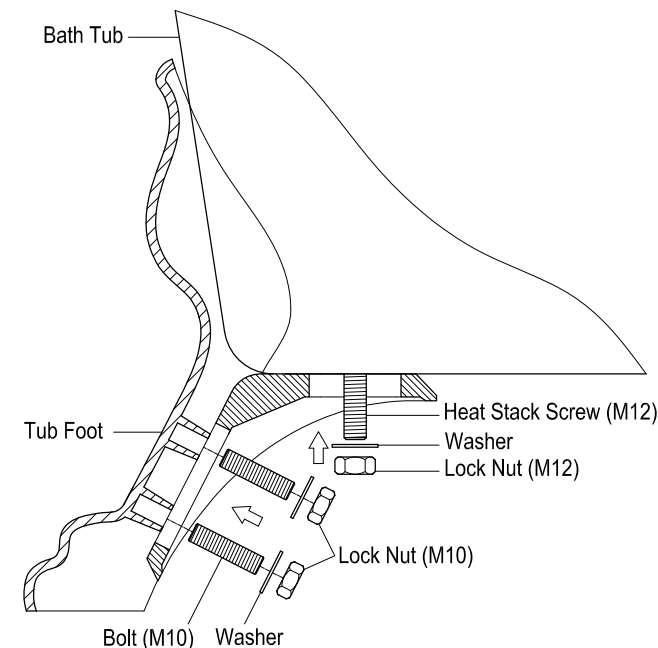 Bath Tub
Tub Foot
Heat Stack Screw (M12)
Washer
Lock Nut (M12)
Lock Nut (M10)
Bolt (M10)
Washer